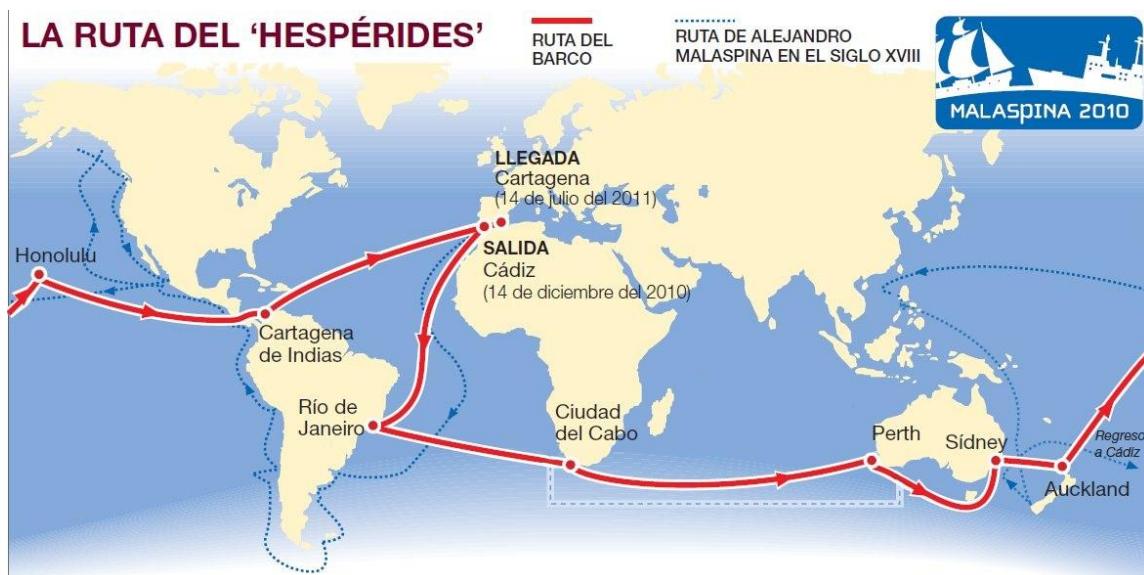 LA RUTA DEL ‘HESPÉRIDES’
RUTA DEL
BARCO
RUTA DE ALEJANDRO
MALASPINA EN EL SIGLO XVIII
MALASPINA 2010
LLEGADA
Cartagena
(14 de julio del 2011)
SALIDA
Cádiz
(14 de diciembre del 2010)
Honolulu
Cartagena
de Indias
Río de
Janeiro
Ciudad
del Cabo
Perth
Sídney
Regreso
a Cádiz
Auckland